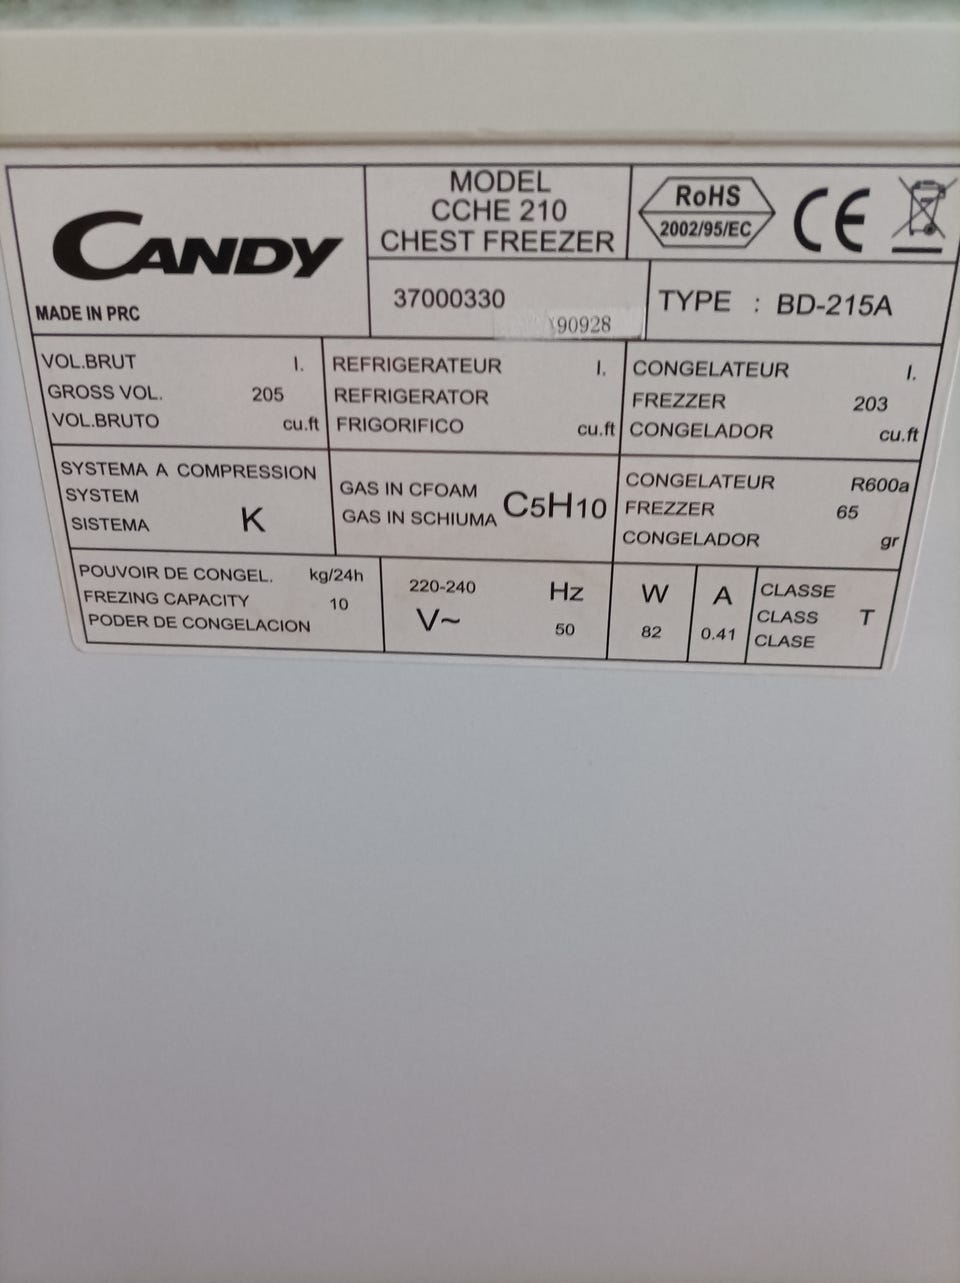 CANDY
MADE IN PRC
MODEL
CCHE 210
CHEST FREEZER
RoHS
2002/95/EC
CE
37000330
90928
TYPE : BD-215A
VOL.BRUT l.
GROSS VOL. 205
VOL.BRUTO cu.ft
REFRIGERATEUR l.
REFRIGERATOR
FRIGORIFICO cu.ft
CONGELATEUR l.
FREZZER 203
CONGELADOR cu.ft
SYSTEMA A COMPRESSION
SYSTEM
SISTEMA K
GAS IN CFOAM
GAS IN SCHIUMA C5H10
CONGELATEUR R600a
FREZZER 65
CONGELADOR gr
POUVOIR DE CONGEL. kg/24h
FREZING CAPACITY 10
PODER DE CONGELACION
220-240
V~
Hz
50
W
82
A
0.41
CLASSE
CLASS T
CLASE